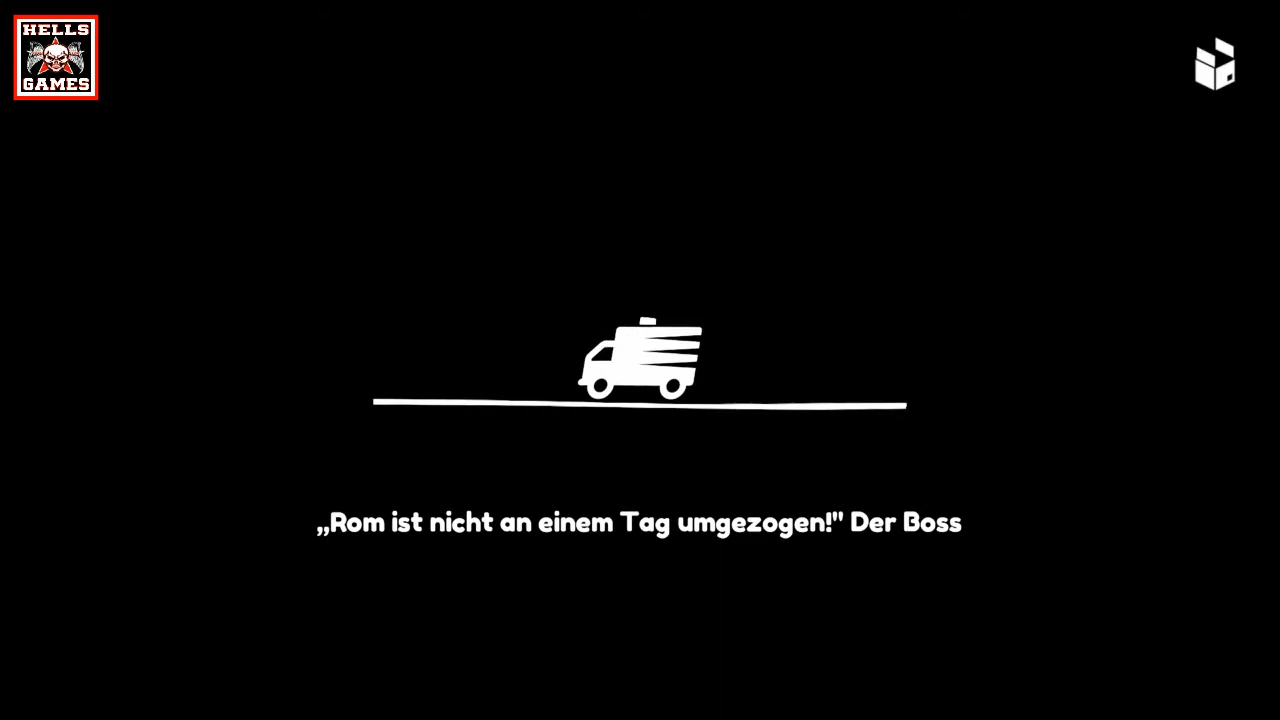 HELLS
GAMES
„Rom ist nicht an einem Tag umgezogen!" Der Boss